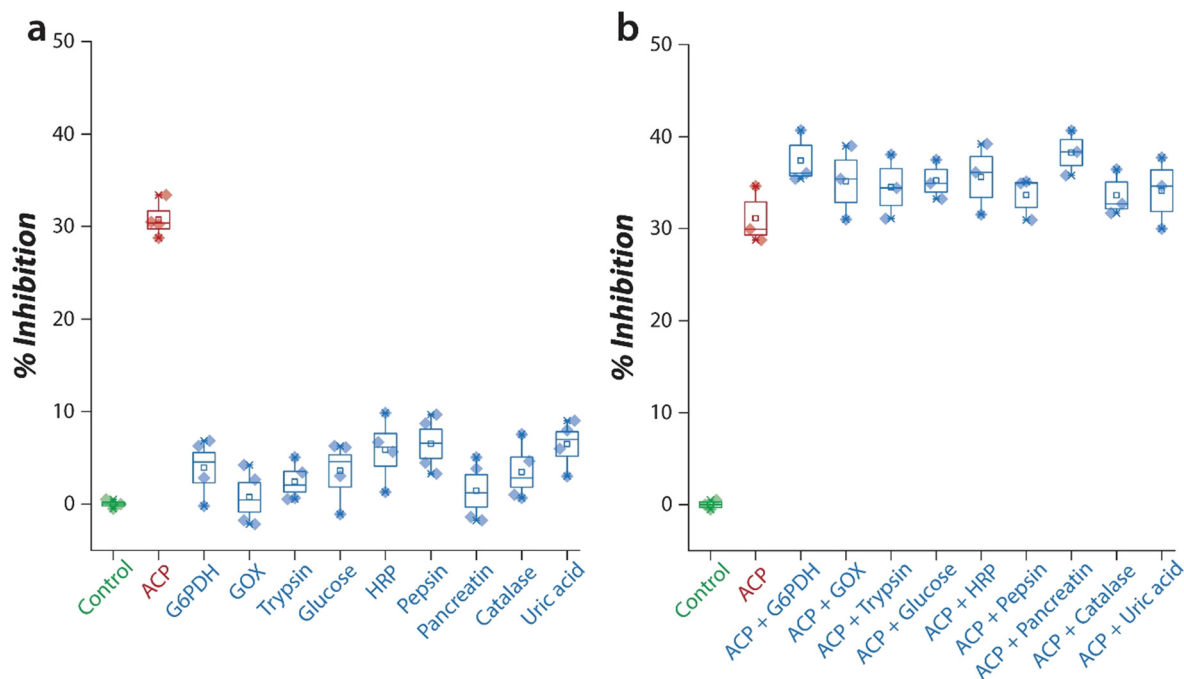 a
50
40
30
20
10
0
% Inhibition
Control
ACP
G6PDH
GOX
Trypsin
Glucose
HRP
Pepsin
Pancreatin
Catalase
Uric acid
b
50
40
30
20
10
0
% Inhibition
Control
ACP
ACP + G6PDH
ACP + GOX
ACP + Trypsin
ACP + Glucose
ACP + HRP
ACP + Pepsin
ACP + Pancreatin
ACP + Catalase
ACP + Uric acid